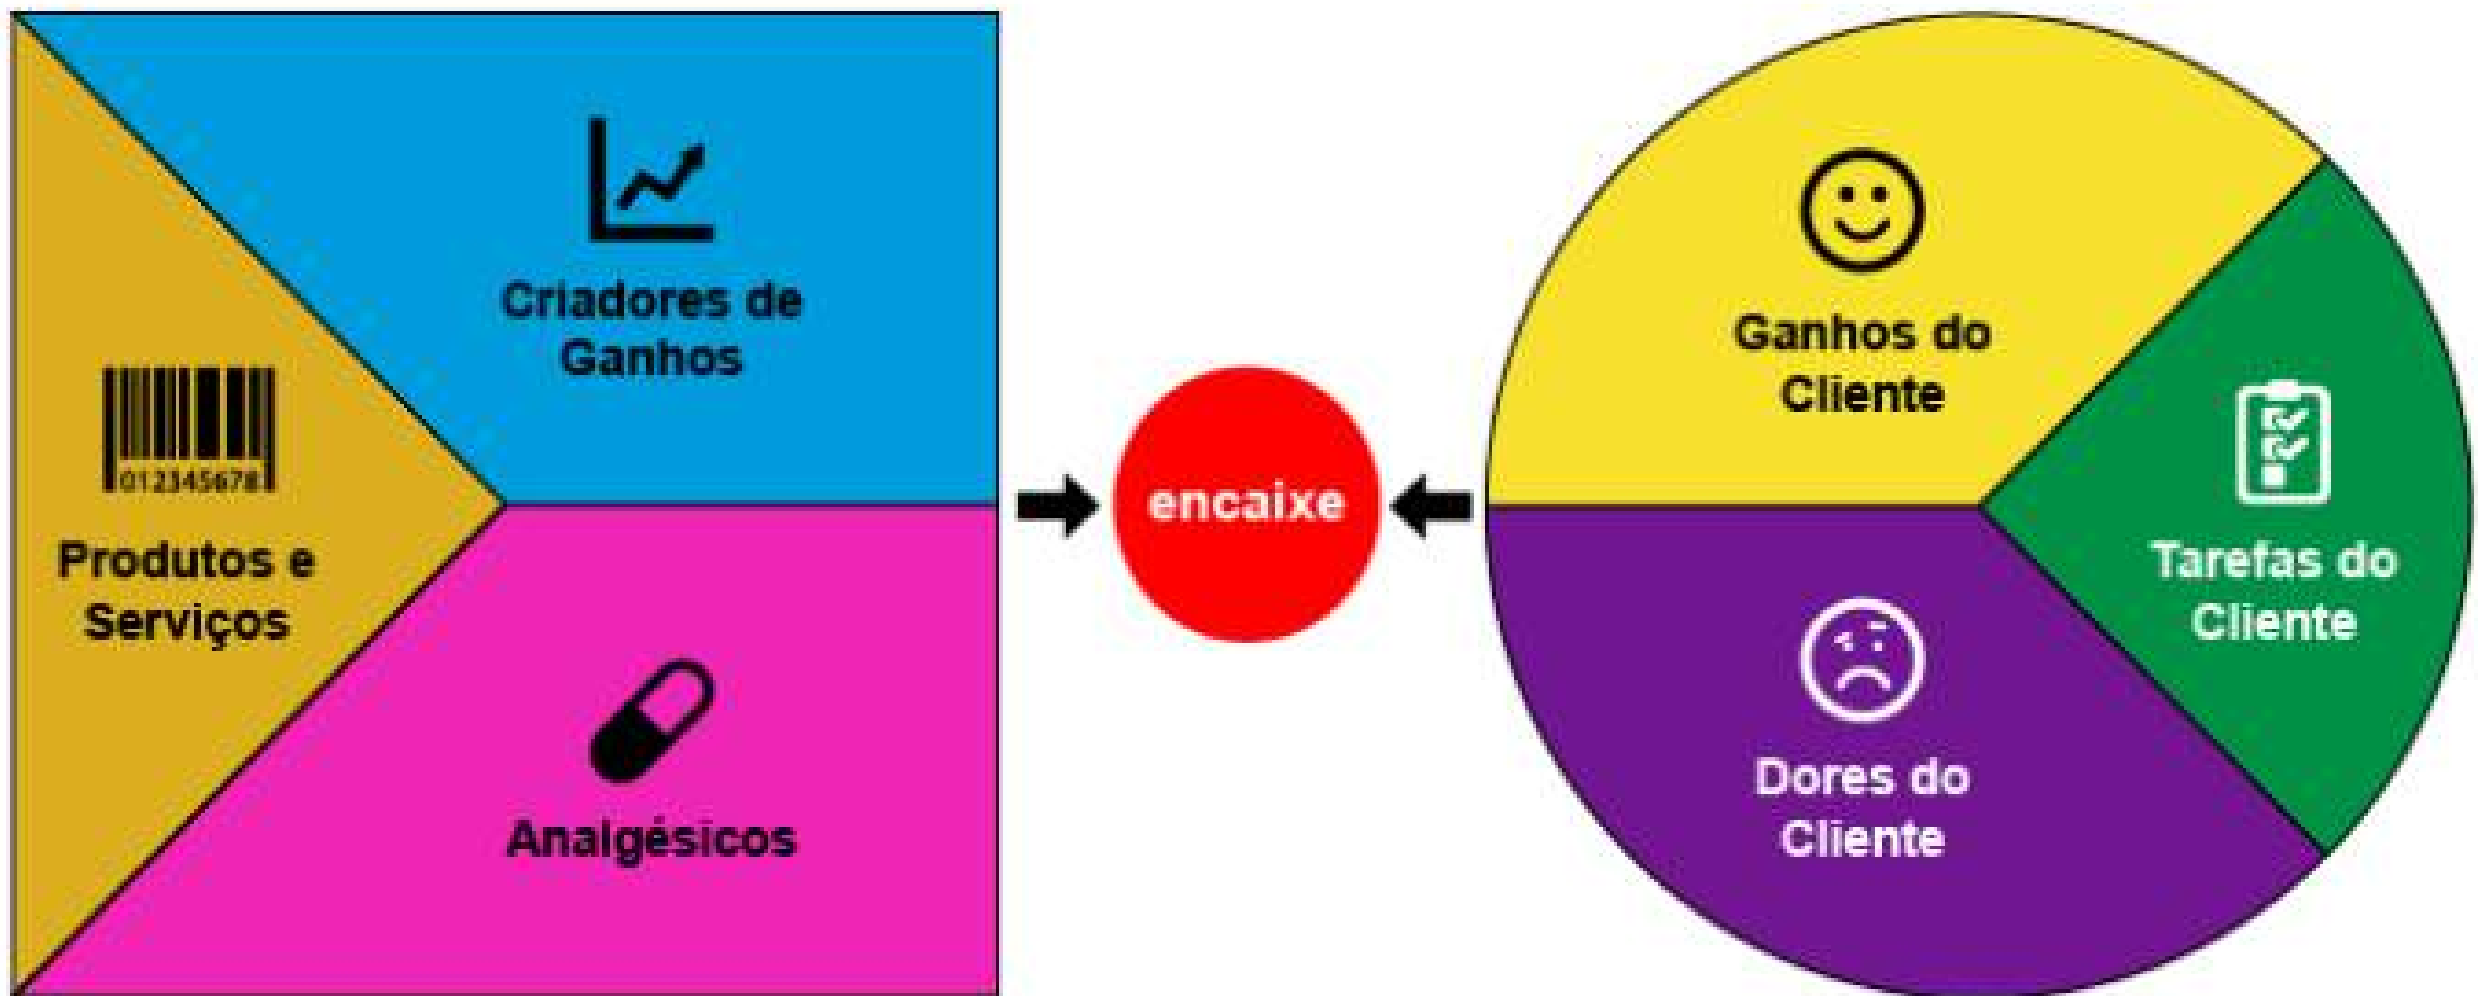 Criadores de
Ganhos
012345678
Produtos e
Serviços
Analgésicos
encaixe
Ganhos do
Cliente
Tarefas do
Cliente
Dores do
Cliente